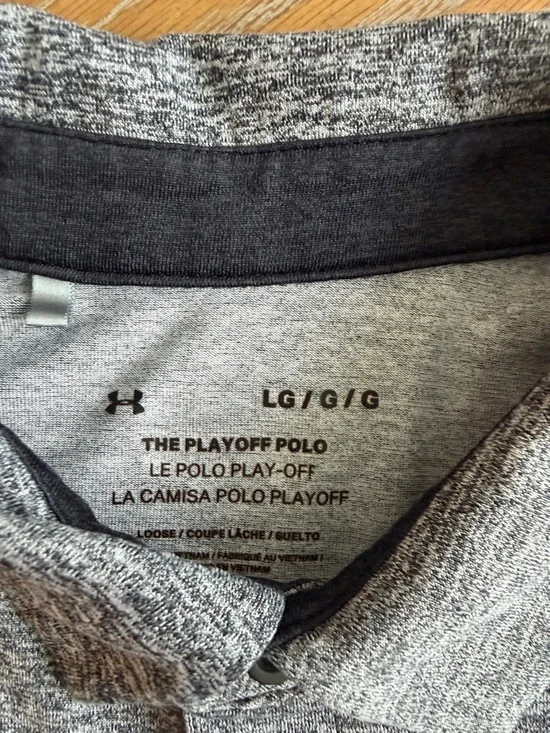 LG / G / G
THE PLAYOFF POLO
LE POLO PLAY-OFF
LA CAMISA POLO PLAYOFF
LOOSE / COUPE LÂCHE / SUELTO
/ FABRIQUÉ AU VIETNAM /
EN VIETNAM